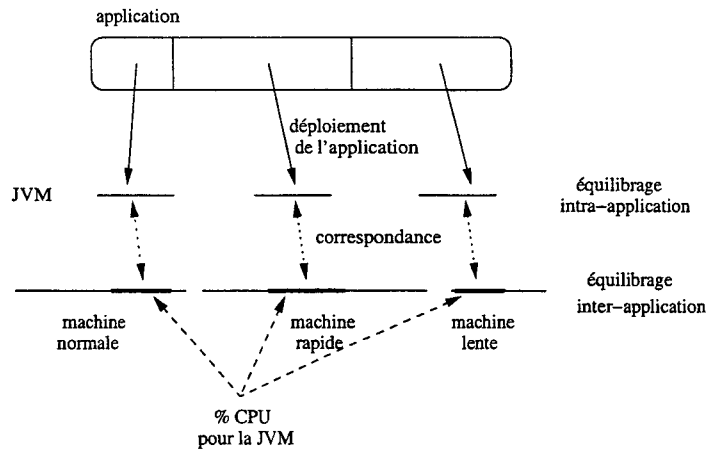 application
déploiement
de l'application
JVM
équilibrage
intra-application
correspondance
équilibrage
inter-application
machine
normale
machine
rapide
machine
lente
% CPU
pour la JVM